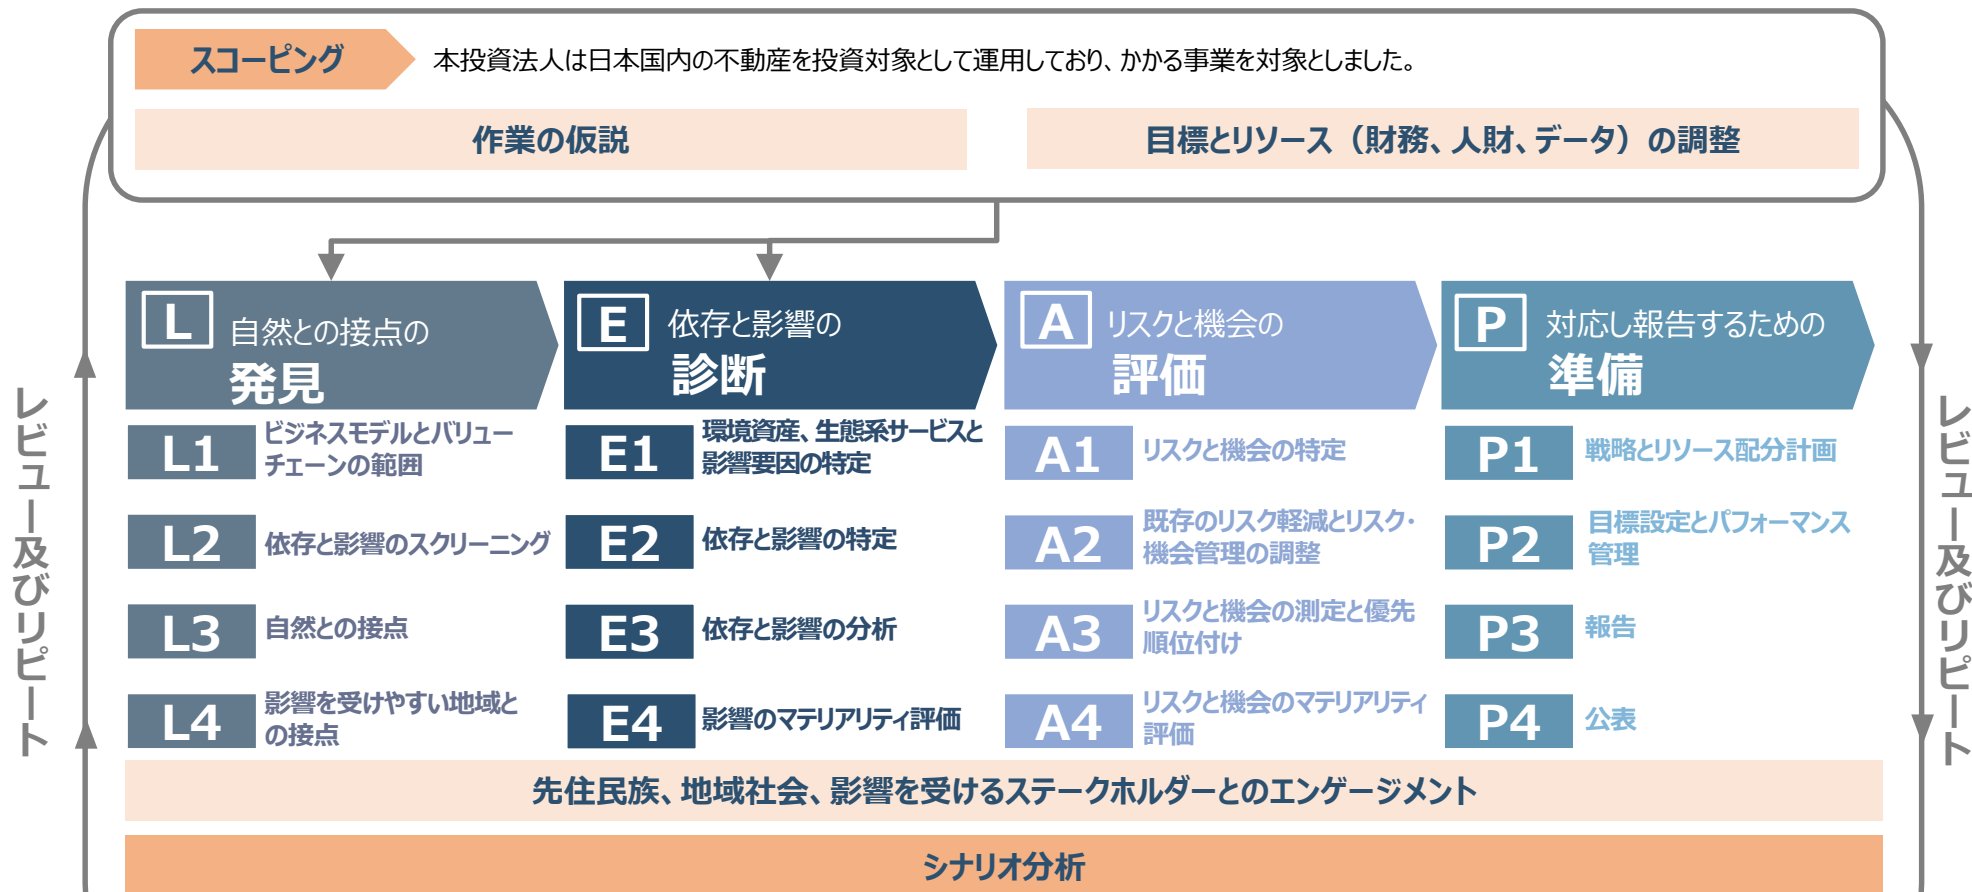 スコーピング
本投資法人は日本国内の不動産を投資対象として運用しており、かかる事業を対象としました。
作業の仮説
目標とリソース（財務、人財、データ）の調整
L
自然との接点の
発見
L1
ビジネスモデルとバリュー
チェーンの範囲
L2
依存と影響のスクリーニング
L3
自然との接点
L4
影響を受けやすい地域と
の接点
E
依存と影響の
診断
E1
環境資産、生態系サービスと
影響要因の特定
E2
依存と影響の特定
E3
依存と影響の分析
E4
影響のマテリアリティ評価
A
リスクと機会の
評価
A1
リスクと機会の特定
A2
既存のリスク軽減とリスク・
機会管理の調整
A3
リスクと機会の測定と優先
順位付け
A4
リスクと機会のマテリアリティ
評価
P
対応し報告するための
準備
P1
戦略とリソース配分計画
P2
目標設定とパフォーマンス
管理
P3
報告
P4
公表
先住民族、地域社会、影響を受けるステークホルダーとのエンゲージメント
シナリオ分析
レビュー及びリピート
レビュー及びリピート